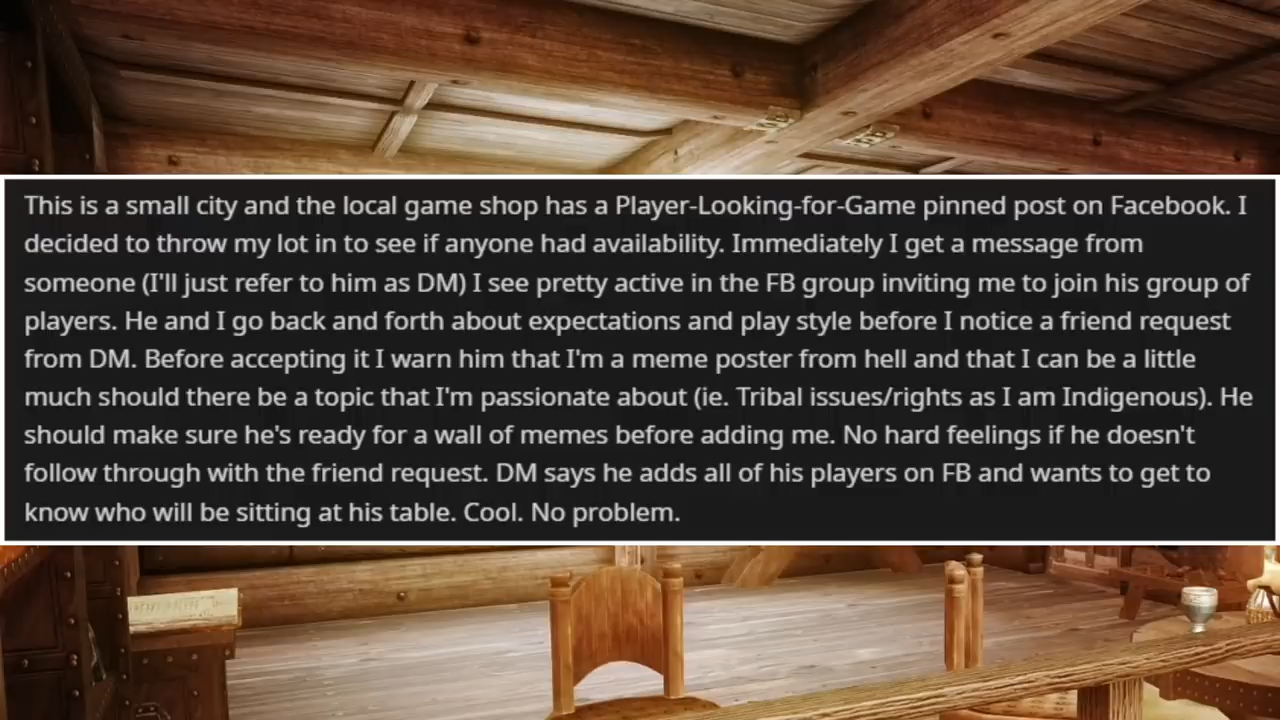 This is a small city and the local game shop has a Player-Looking-for-Game pinned post on Facebook. I
decided to throw my lot in to see if anyone had availability. Immediately I get a message from
someone (I'll just refer to him as DM) I see pretty active in the FB group inviting me to join his group of
players. He and I go back and forth about expectations and play style before I notice a friend request
from DM. Before accepting it I warn him that I'm a meme poster from hell and that I can be a little
much should there be a topic that I'm passionate about (ie. Tribal issues/rights as I am Indigenous). He
should make sure he's ready for a wall of memes before adding me. No hard feelings if he doesn't
follow through with the friend request. DM says he adds all of his players on FB and wants to get to
know who will be sitting at his table. Cool. No problem.